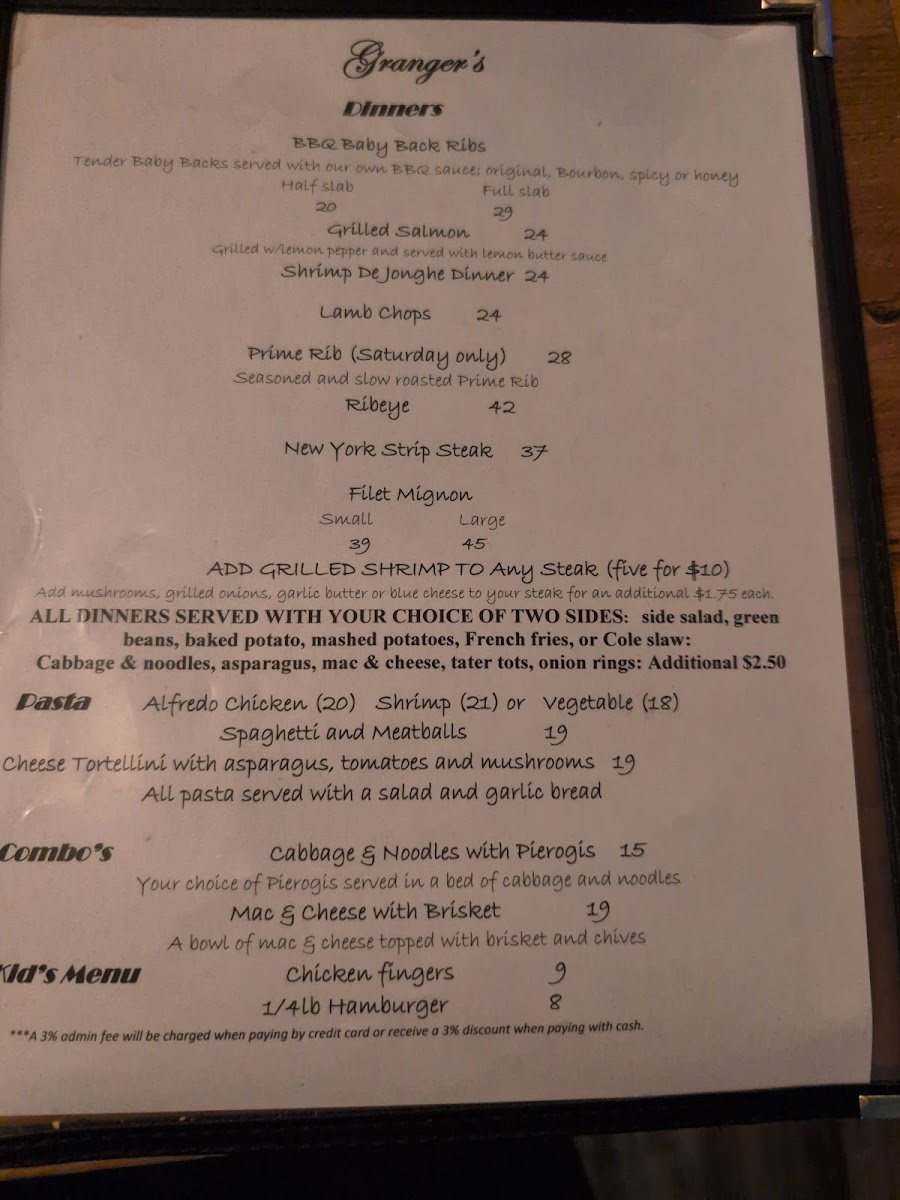 Granger's
Dinners
BBQ Baby Back Ribs
Tender Baby Backs served with our own BBQ sauce; original, Bourbon, spicy or honey
Half slab Full slab
20 29
Grilled Salmon 24
Grilled w/lemon pepper and served with lemon butter sauce
Shrimp De Jonghe Dinner 24
Lamb Chops 24
Prime Rib (Saturday only) 28
Seasoned and slow roasted Prime Rib
Ribeye 42
New York Strip Steak 37
Filet Mignon
Small Large
39 45
ADD GRILLED SHRIMP TO Any Steak (five for $10)
Add mushrooms, grilled onions, garlic butter or blue cheese to your steak for an additional $1.75 each.
ALL DINNERS SERVED WITH YOUR CHOICE OF TWO SIDES: side salad, green
beans, baked potato, mashed potatoes, French fries, or Cole slaw:
Cabbage & noodles, asparagus, mac & cheese, tater tots, onion rings: Additional $2.50
Pasta Alfredo Chicken (20) Shrimp (21) or Vegetable (18)
Spaghetti and Meatballs 19
Cheese Tortellini with asparagus, tomatoes and mushrooms 19
All pasta served with a salad and garlic bread
Combo's Cabbage & Noodles with Pierogis 15
Your choice of Pierogis served in a bed of cabbage and noodles
Mac & Cheese with Brisket 19
A bowl of mac & cheese topped with brisket and chives
Kid's Menu Chicken fingers 9
1/4lb Hamburger 8
***A 3% admin fee will be charged when paying by credit card or receive a 3% discount when paying with cash.